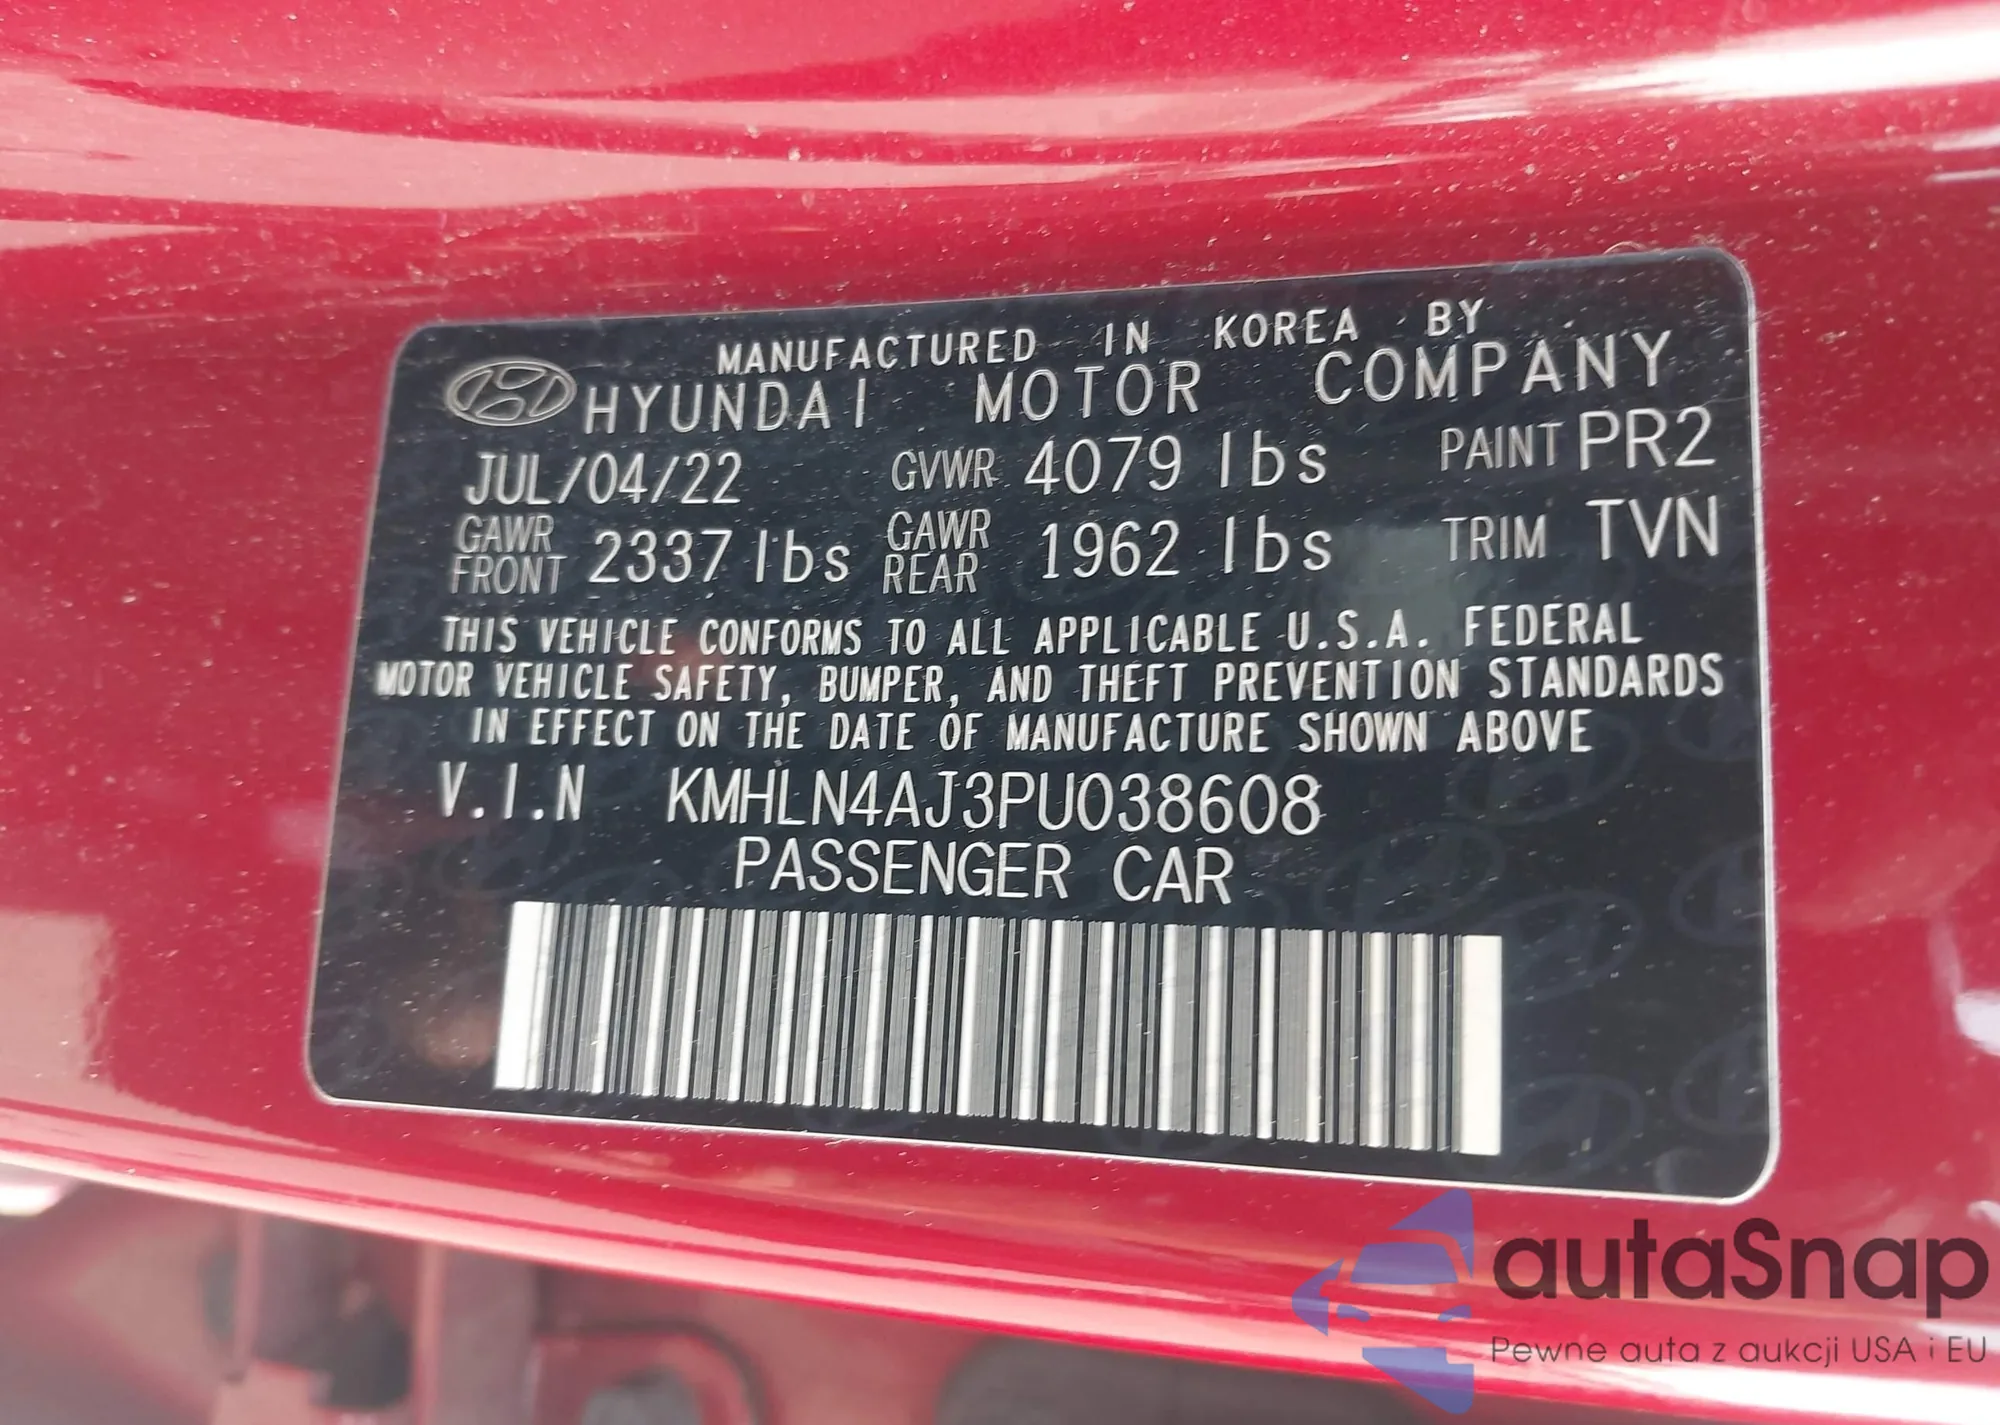 MANUFACTURED IN KOREA BY
HYUNDAI MOTOR COMPANY
JUL/04/22 GVWR 4079 lbs PAINT PR2
GAWR FRONT 2337 lbs GAWR REAR 1962 lbs TRIM TVN
THIS VEHICLE CONFORMS TO ALL APPLICABLE U.S.A. FEDERAL
MOTOR VEHICLE SAFETY, BUMPER, AND THEFT PREVENTION STANDARDS
IN EFFECT ON THE DATE OF MANUFACTURE SHOWN ABOVE
V.I.N KMHLN4AJ3PU038608
PASSENGER CAR
autaSnap
Pewne auta z aukcji USA i EU